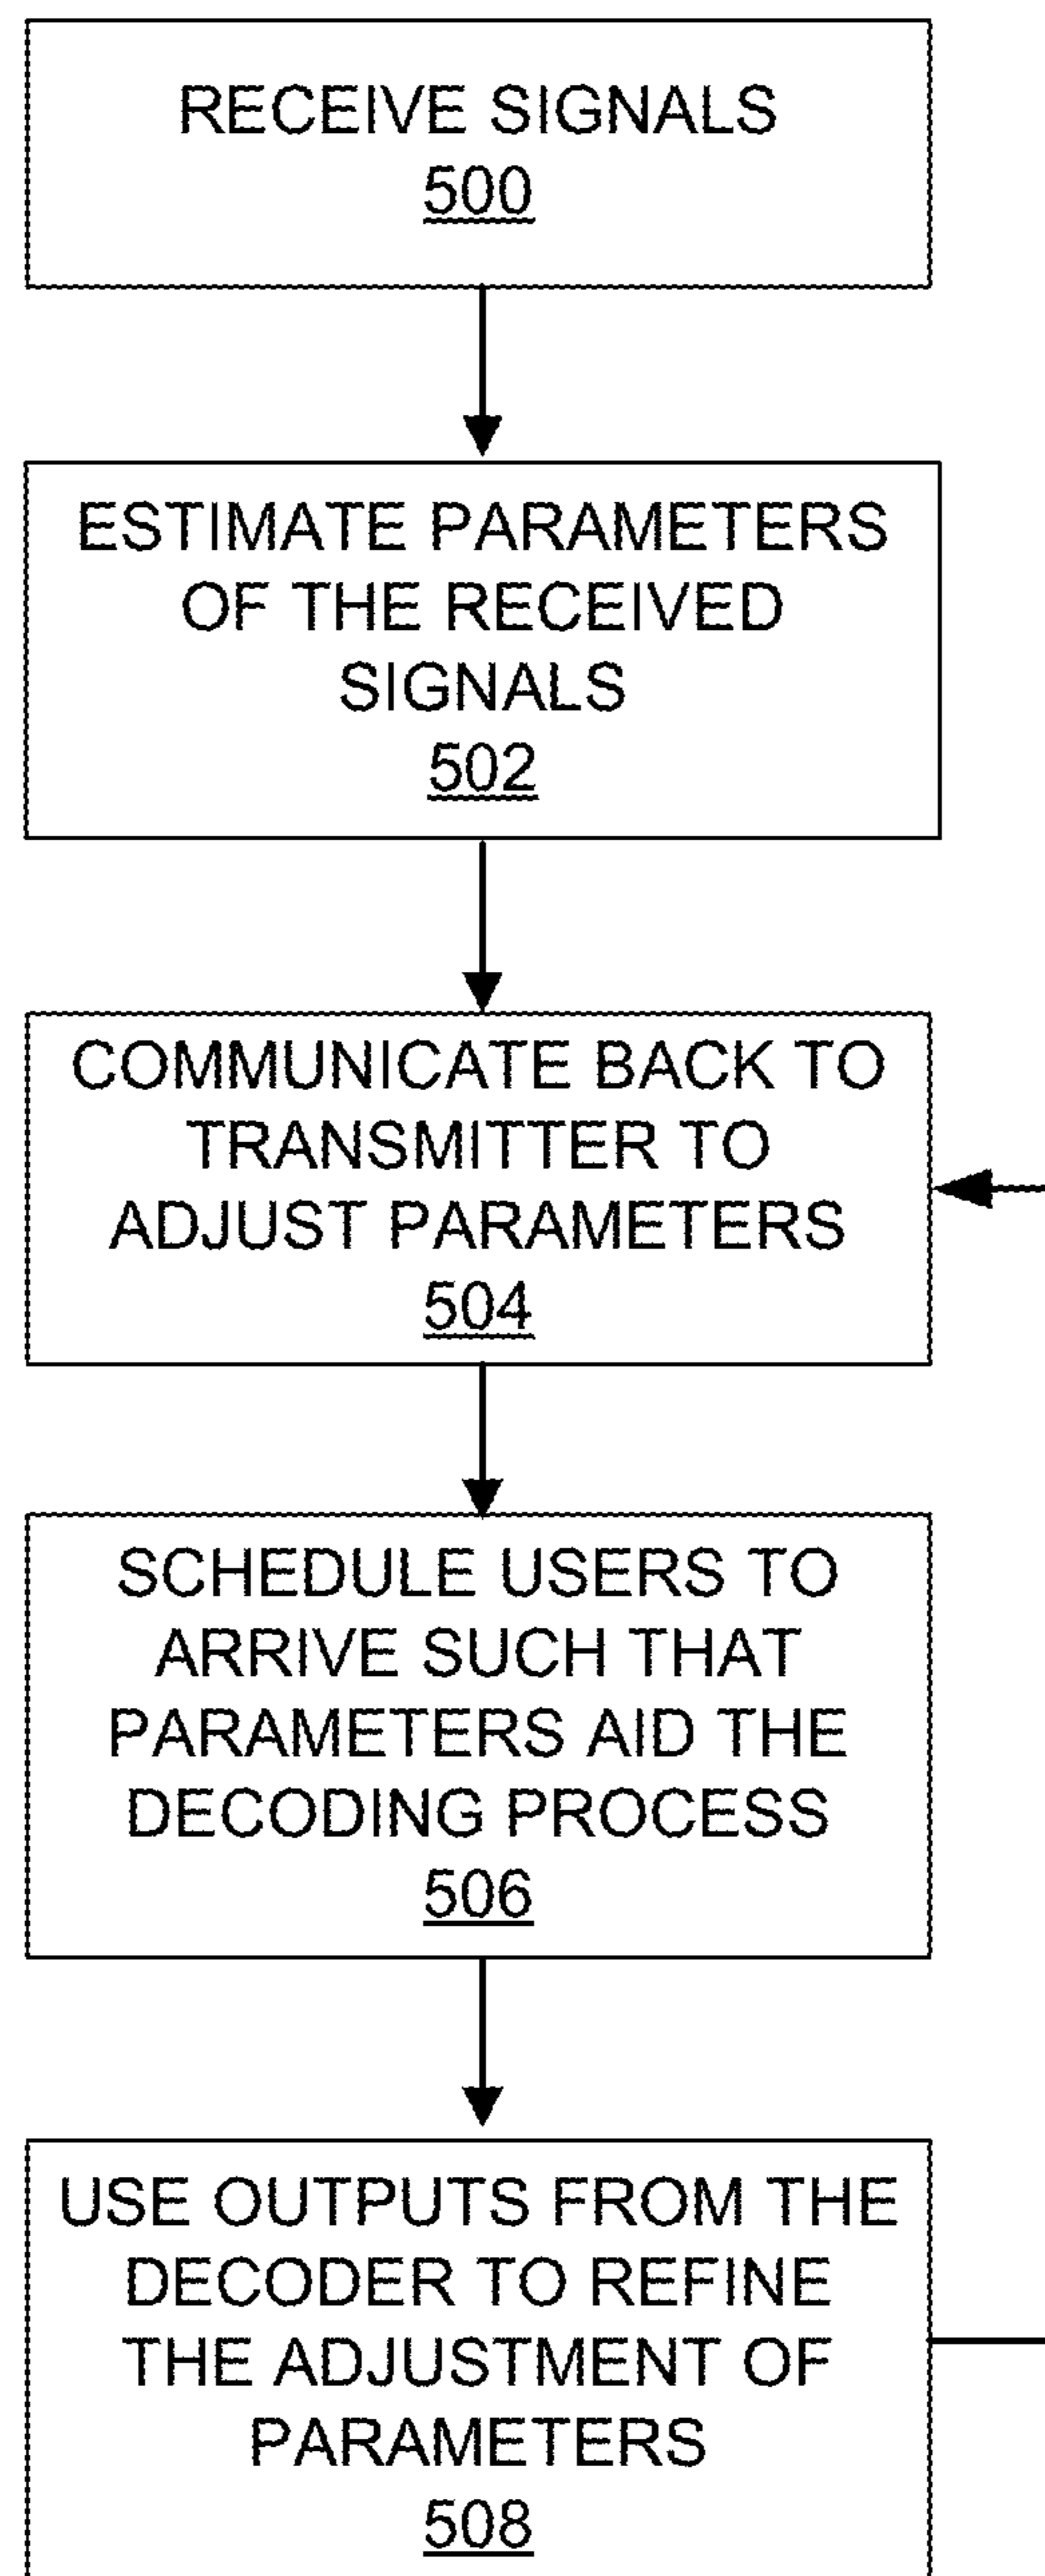 RECEIVE SIGNALS
500
ESTIMATE PARAMETERS
OF THE RECEIVED
SIGNALS
502
COMMUNICATE BACK TO
TRANSMITTER TO
ADJUST PARAMETERS
504
SCHEDULE USERS TO
ARRIVE SUCH THAT
PARAMETERS AID THE
DECODING PROCESS
506
USE OUTPUTS FROM THE
DECODER TO REFINE
THE ADJUSTMENT OF
PARAMETERS
508